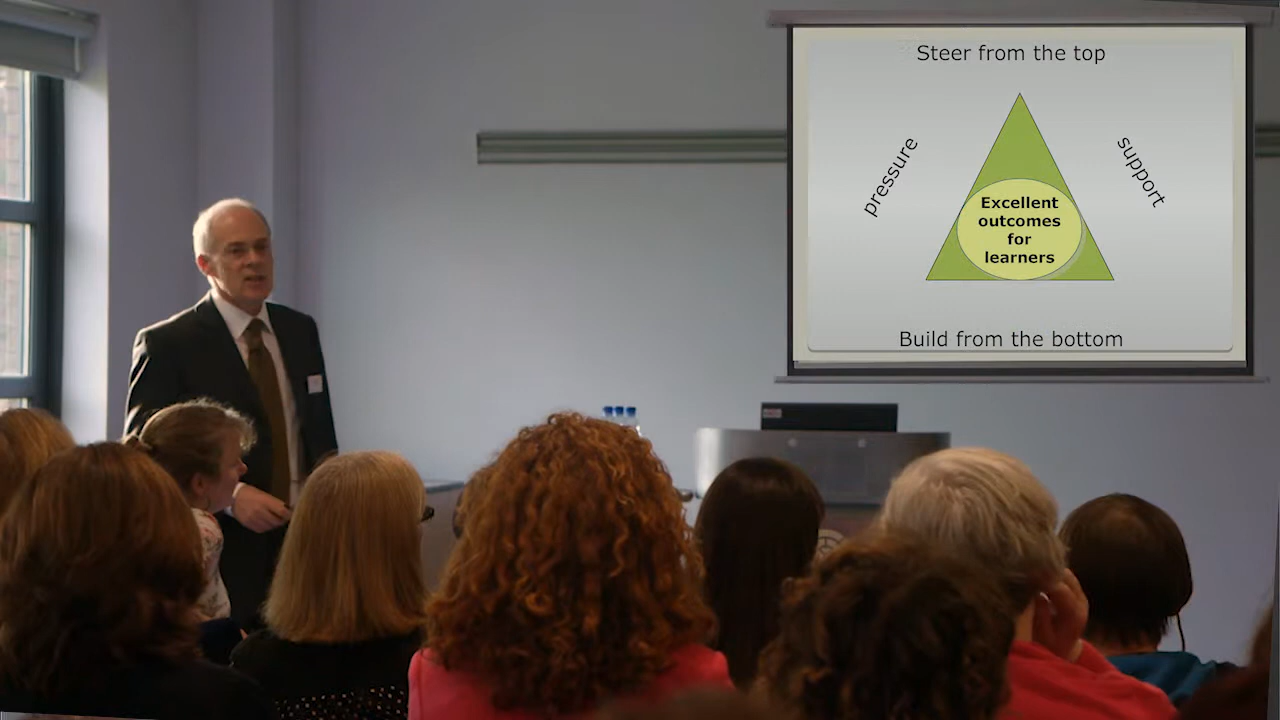 Steer from the top
pressure
support
Excellent
outcomes
for
learners
Build from the bottom